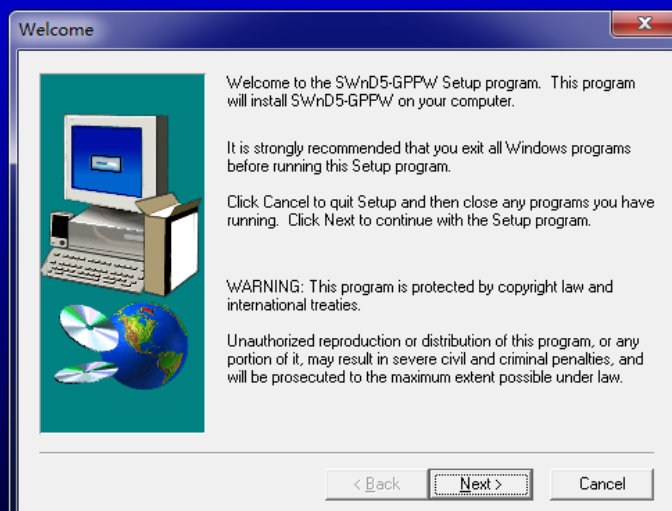 Welcome
Welcome to the SWnD5-GPPW Setup program. This program
will install SWnD5-GPPW on your computer.
It is strongly recommended that you exit all Windows programs
before running this Setup program.
Click Cancel to quit Setup and then close any programs you have
running. Click Next to continue with the Setup program.
WARNING: This program is protected by copyright law and
international treaties.
Unauthorized reproduction or distribution of this program, or any
portion of it, may result in severe civil and criminal penalties, and
will be prosecuted to the maximum extent possible under law.
< Back Next > Cancel